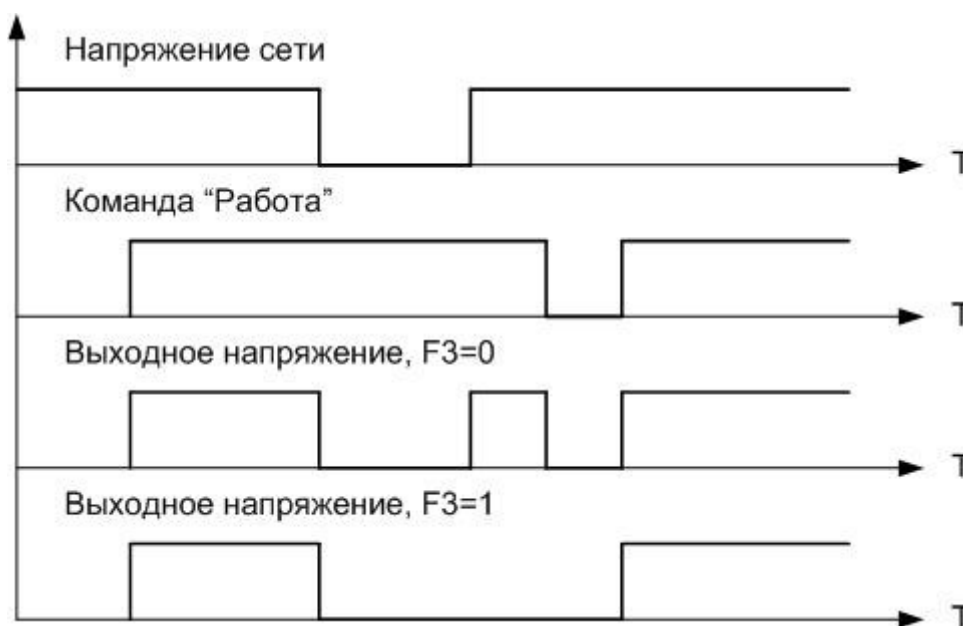 Напряжение сети
T
Команда “Работа”
T
Выходное напряжение, F3=0
T
Выходное напряжение, F3=1
T